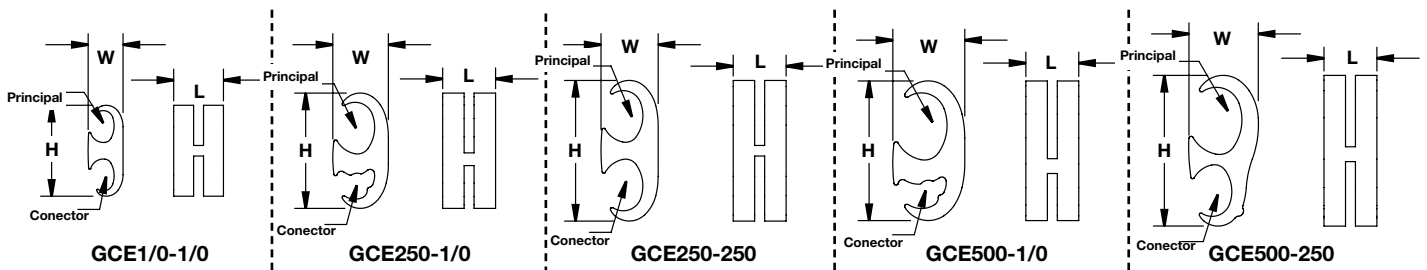 W
L
Principal
H
Conector
GCE1/0-1/0
W
L
Principal
H
Conector
GCE250-1/0
W
L
Principal
H
Conector
GCE250-250
W
L
Principal
H
Conector
GCE500-1/0
W
L
Principal
H
Conector
GCE500-250